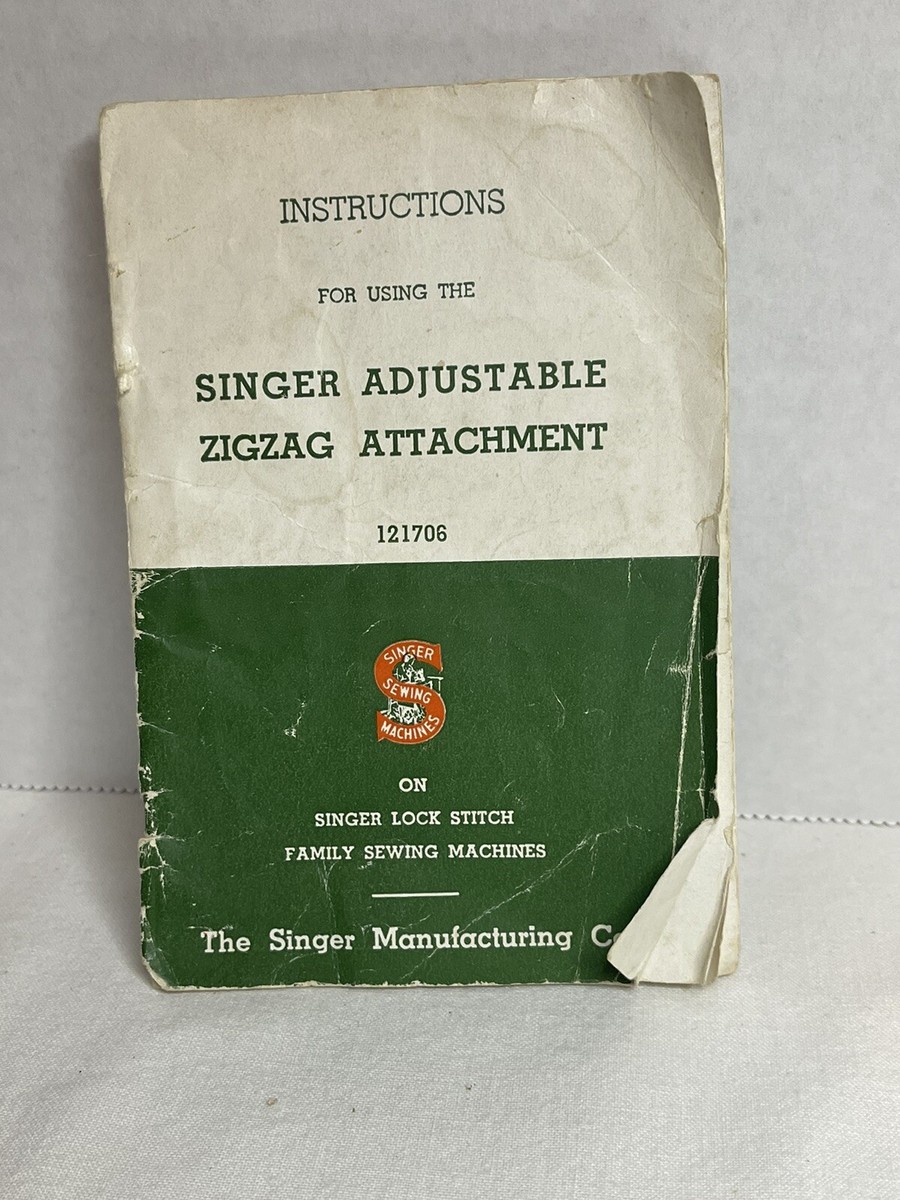 INSTRUCTIONS
FOR USING THE
SINGER ADJUSTABLE
ZIGZAG ATTACHMENT
121706
SINGER
SEWING
MACHINES
ON
SINGER LOCK STITCH
FAMILY SEWING MACHINES
The Singer Manufacturing